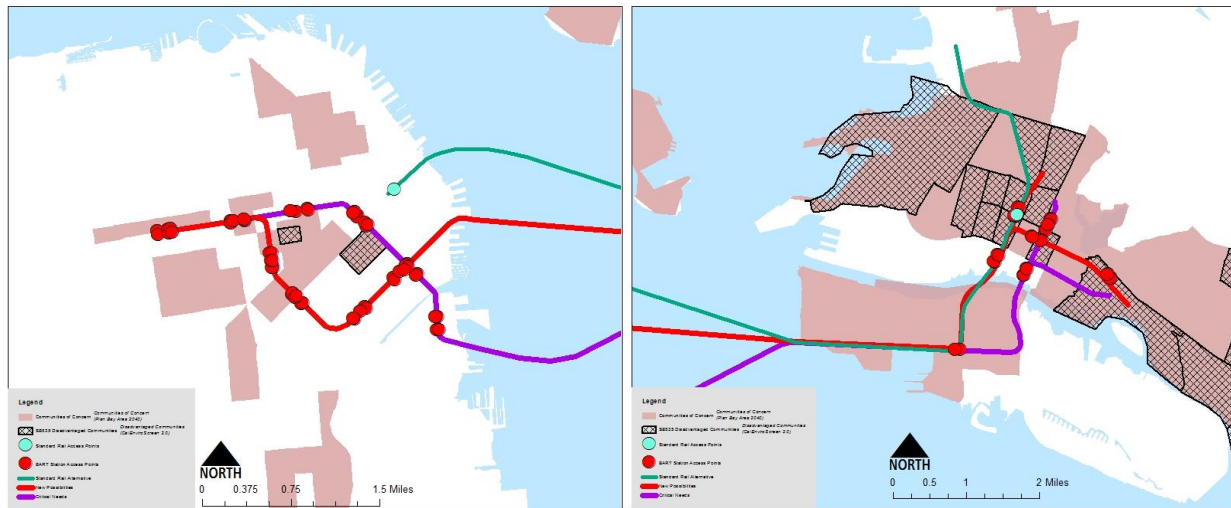 Legend
Communities of Concern Communities of Concern
(Plan Bay Area 2040)
SB535 Disadvantaged Communities Disadvantaged Communities
(CalEnviroScreen 3.0)
Standard Rail Access Points
BART Station Access Points
Standard Rail Alternative
New Possibilities
Critical Needs
NORTH
0 0.375 0.75 1.5 Miles
Legend
Communities of Concern Communities of Concern
(Plan Bay Area 2040)
SB535 Disadvantaged Communities Disadvantaged Communities
(CalEnviroScreen 3.0)
Standard Rail Access Points
BART Station Access Points
Standard Rail Alternative
New Possibilities
Critical Needs
NORTH
0 0.5 1 2 Miles